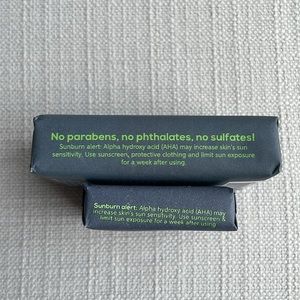 No parabens, no phthalates, no sulfates!
Sunburn alert: Alpha hydroxy acid (AHA) may increase skin's sun
sensitivity. Use sunscreen, protective clothing and limit sun exposure
for a week after using.
Sunburn alert: Alpha hydroxy acid (AHA) may
increase skin's sun sensitivity. Use sunscreen &
limit sun exposure for a week after using.